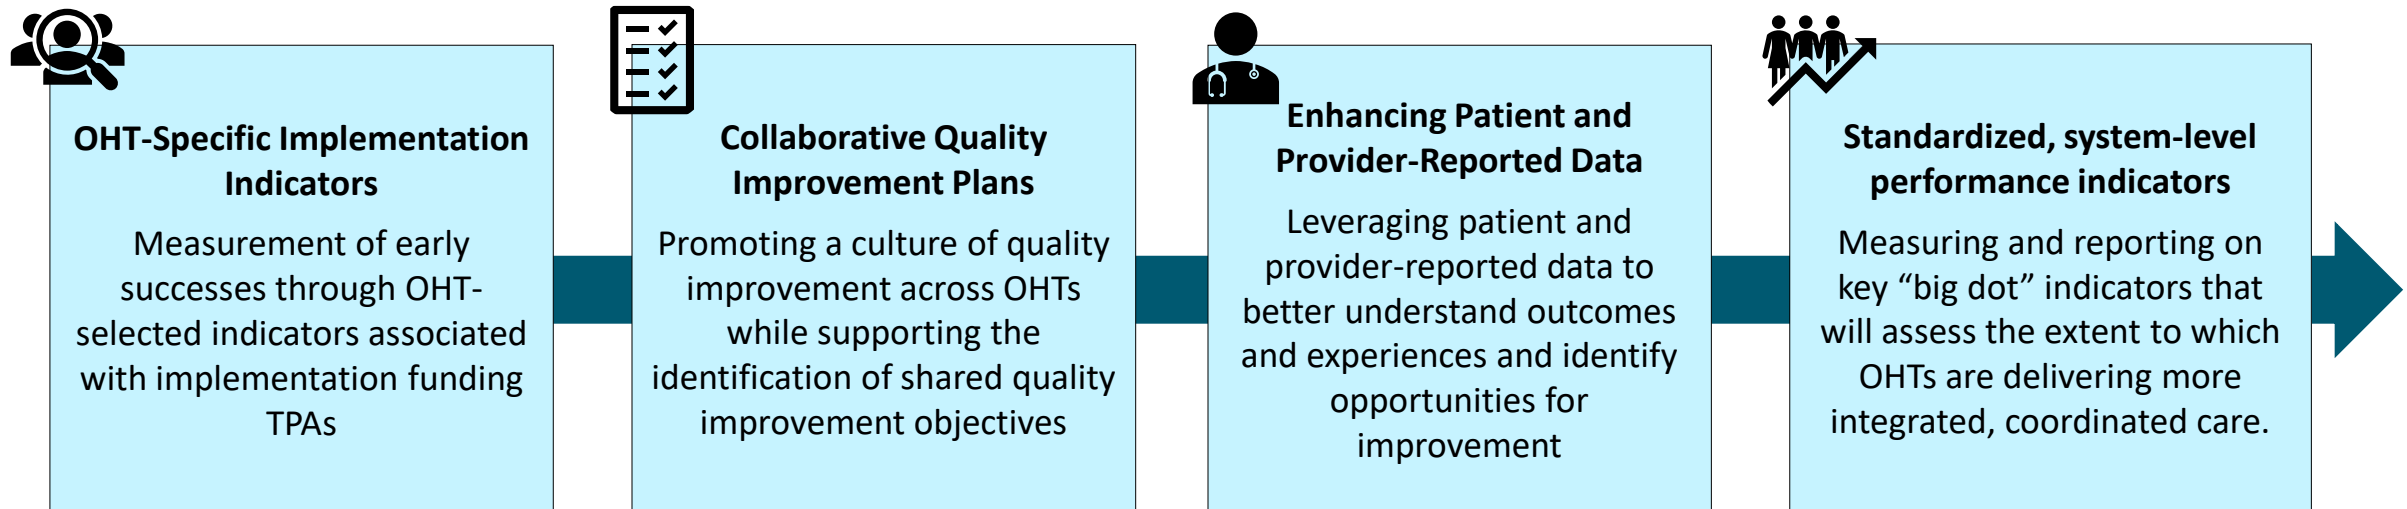 OHT-Specific Implementation
Indicators
Measurement of early
successes through OHT-
selected indicators associated
with implementation funding
TPAs
Collaborative Quality
Improvement Plans
Promoting a culture of quality
improvement across OHTs
while supporting the
identification of shared quality
improvement objectives
Enhancing Patient and
Provider-Reported Data
Leveraging patient and
provider-reported data to
better understand outcomes
and experiences and identify
opportunities for
improvement
Standardized, system-level
performance indicators
Measuring and reporting on
key “big dot” indicators that
will assess the extent to which
OHTs are delivering more
integrated, coordinated care.